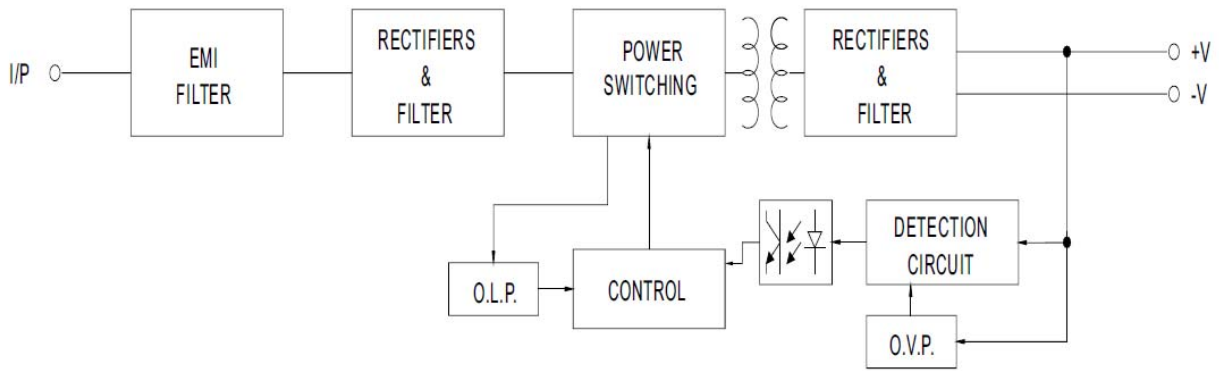 I/P
EMI
FILTER
RECTIFIERS
&
FILTER
POWER
SWITCHING
RECTIFIERS
&
FILTER
+V
-V
O.L.P.
CONTROL
DETECTION
CIRCUIT
O.V.P.